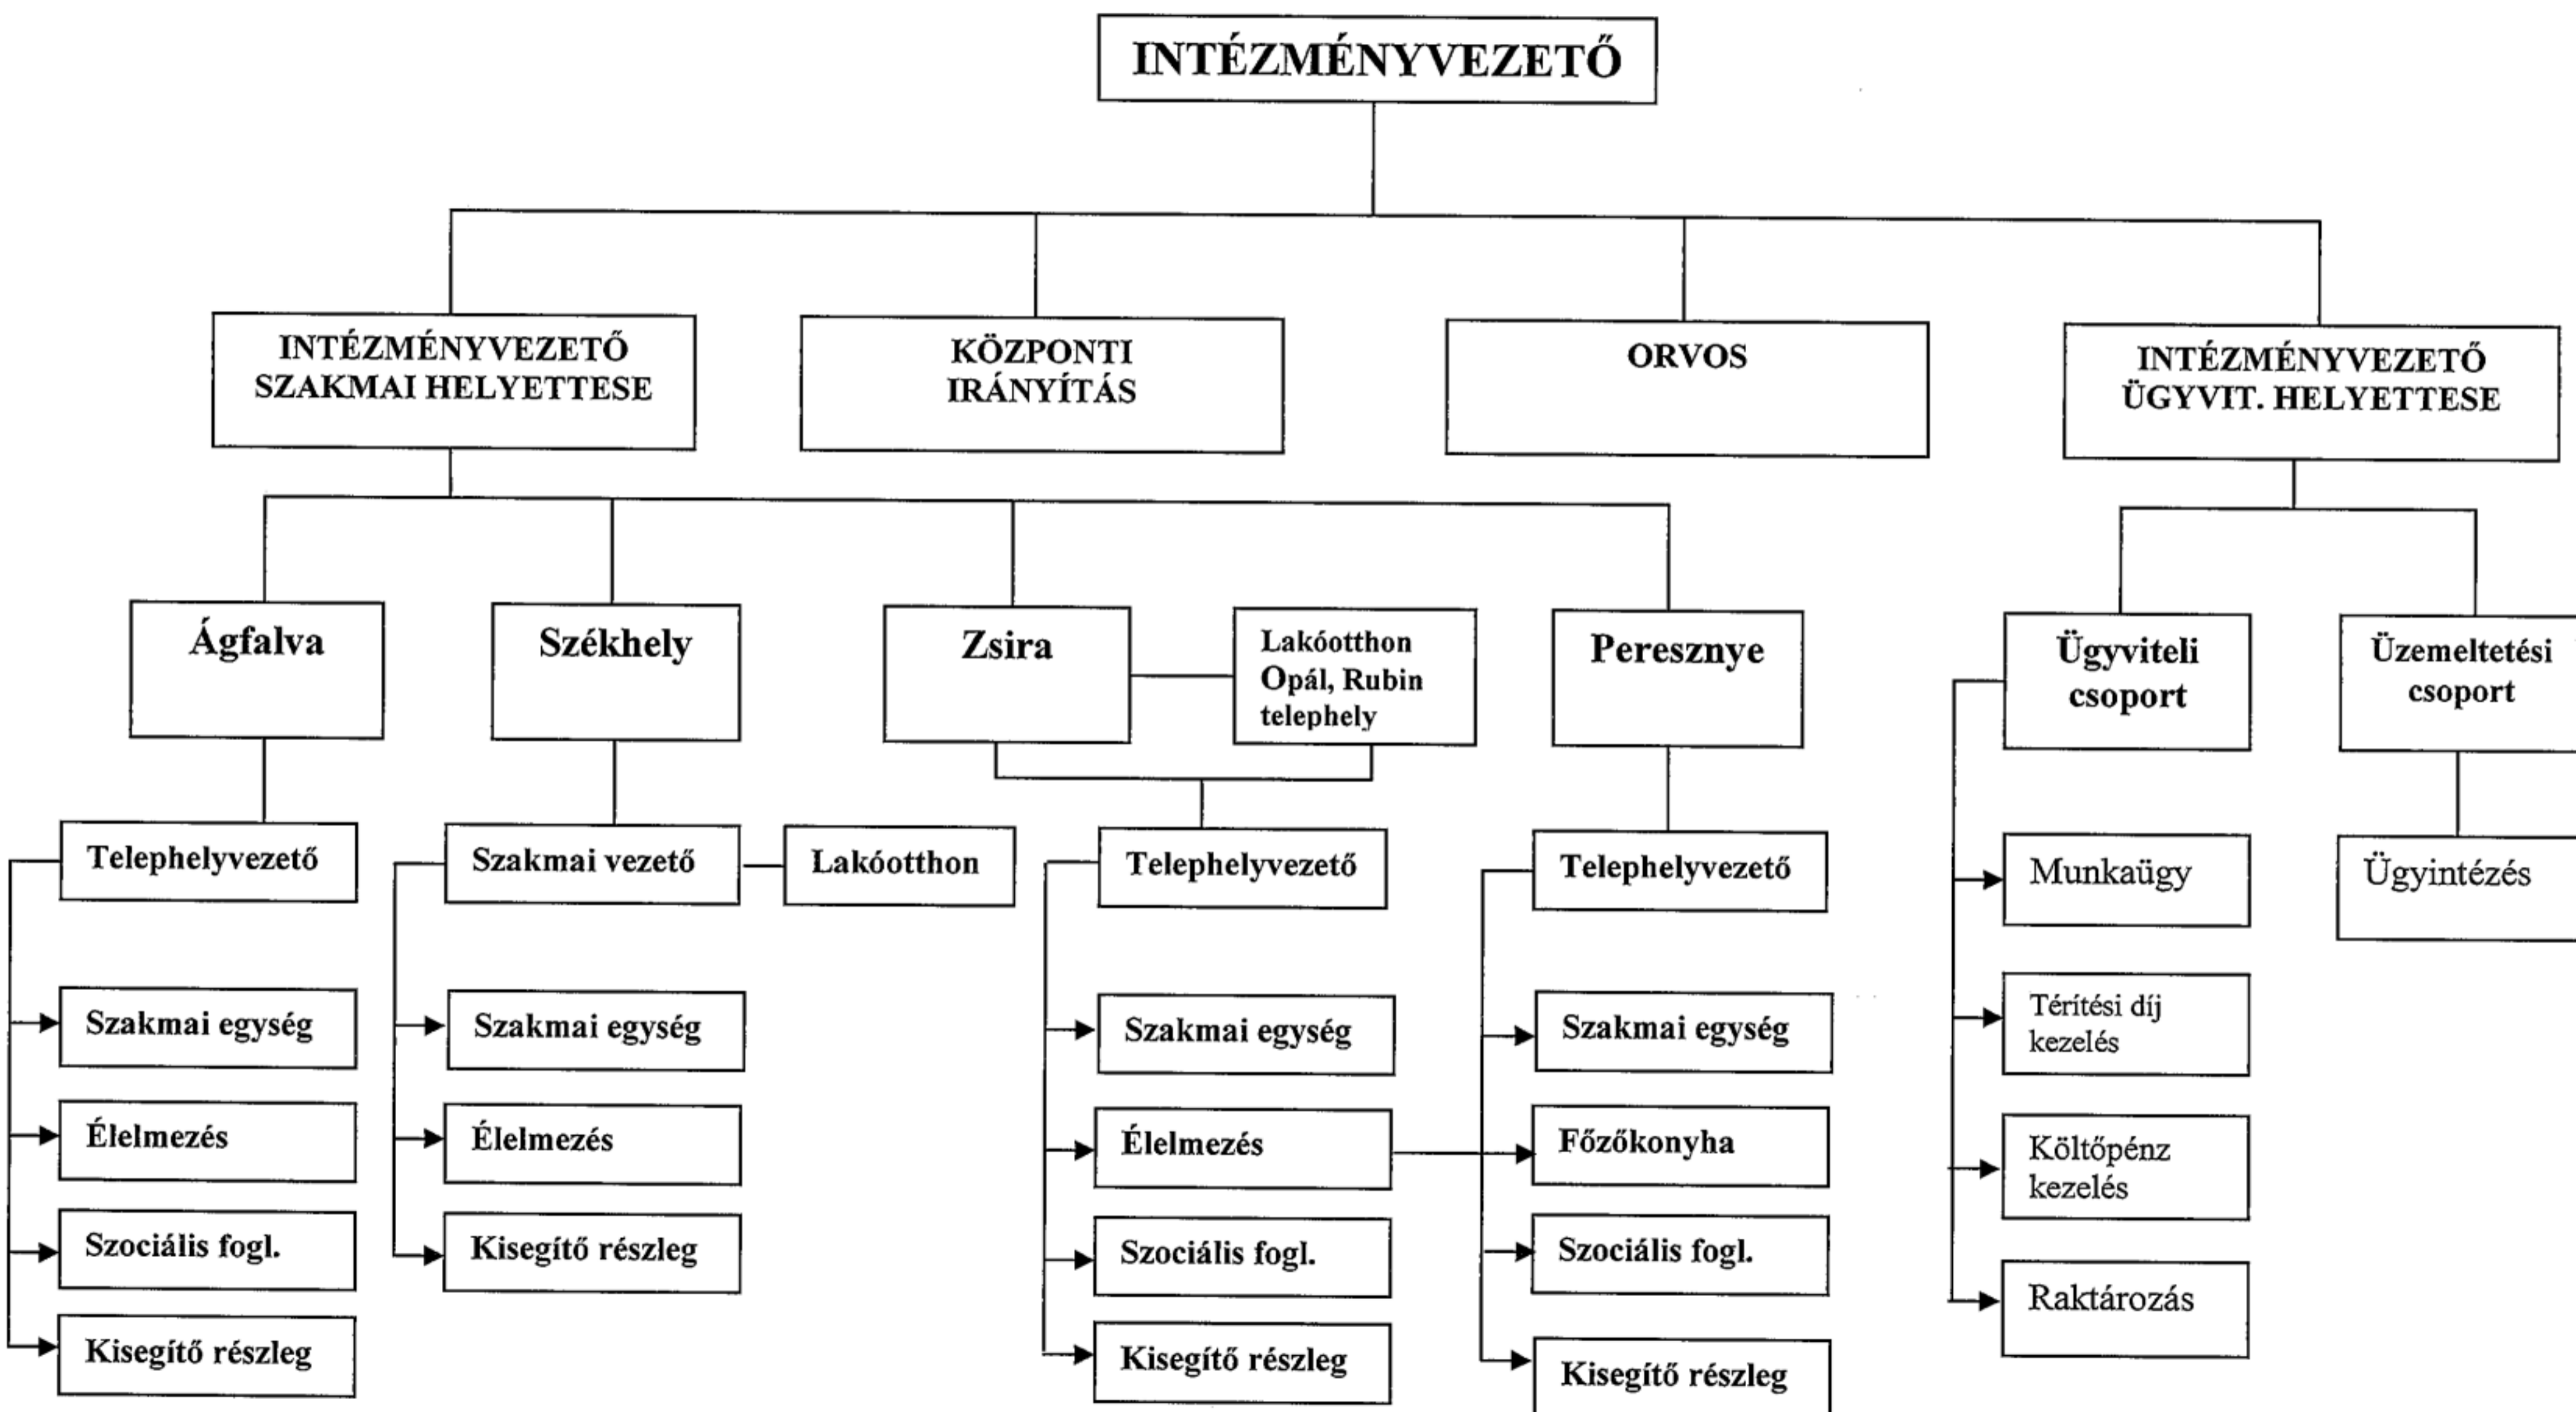 INTÉZMÉNYVEZETŐ
INTÉZMÉNYVEZETŐ
SZAKMAI HELYETTESE
KÖZPONTI
IRÁNYÍTÁS
ORVOS
INTÉZMÉNYVEZETŐ
ÜGYVIT. HELYETTESE
Ágfalva
Székhely
Zsira
Lakóotthon
Opál, Rubin
telephely
Peresznye
Ügyviteli
csoport
Üzemeltetési
csoport
Telephelyvezető
Szakmai vezető
Lakóotthon
Telephelyvezető
Telephelyvezető
Munkaügy
Ügyintézés
Szakmai egység
Szakmai egység
Szakmai egység
Szakmai egység
Térítési díj
kezelés
Élelmezés
Élelmezés
Élelmezés
Főzőkonyha
Költőpénz
kezelés
Szociális fogl.
Kisegítő részleg
Szociális fogl.
Szociális fogl.
Raktározás
Kisegítő részleg
Kisegítő részleg
Kisegítő részleg